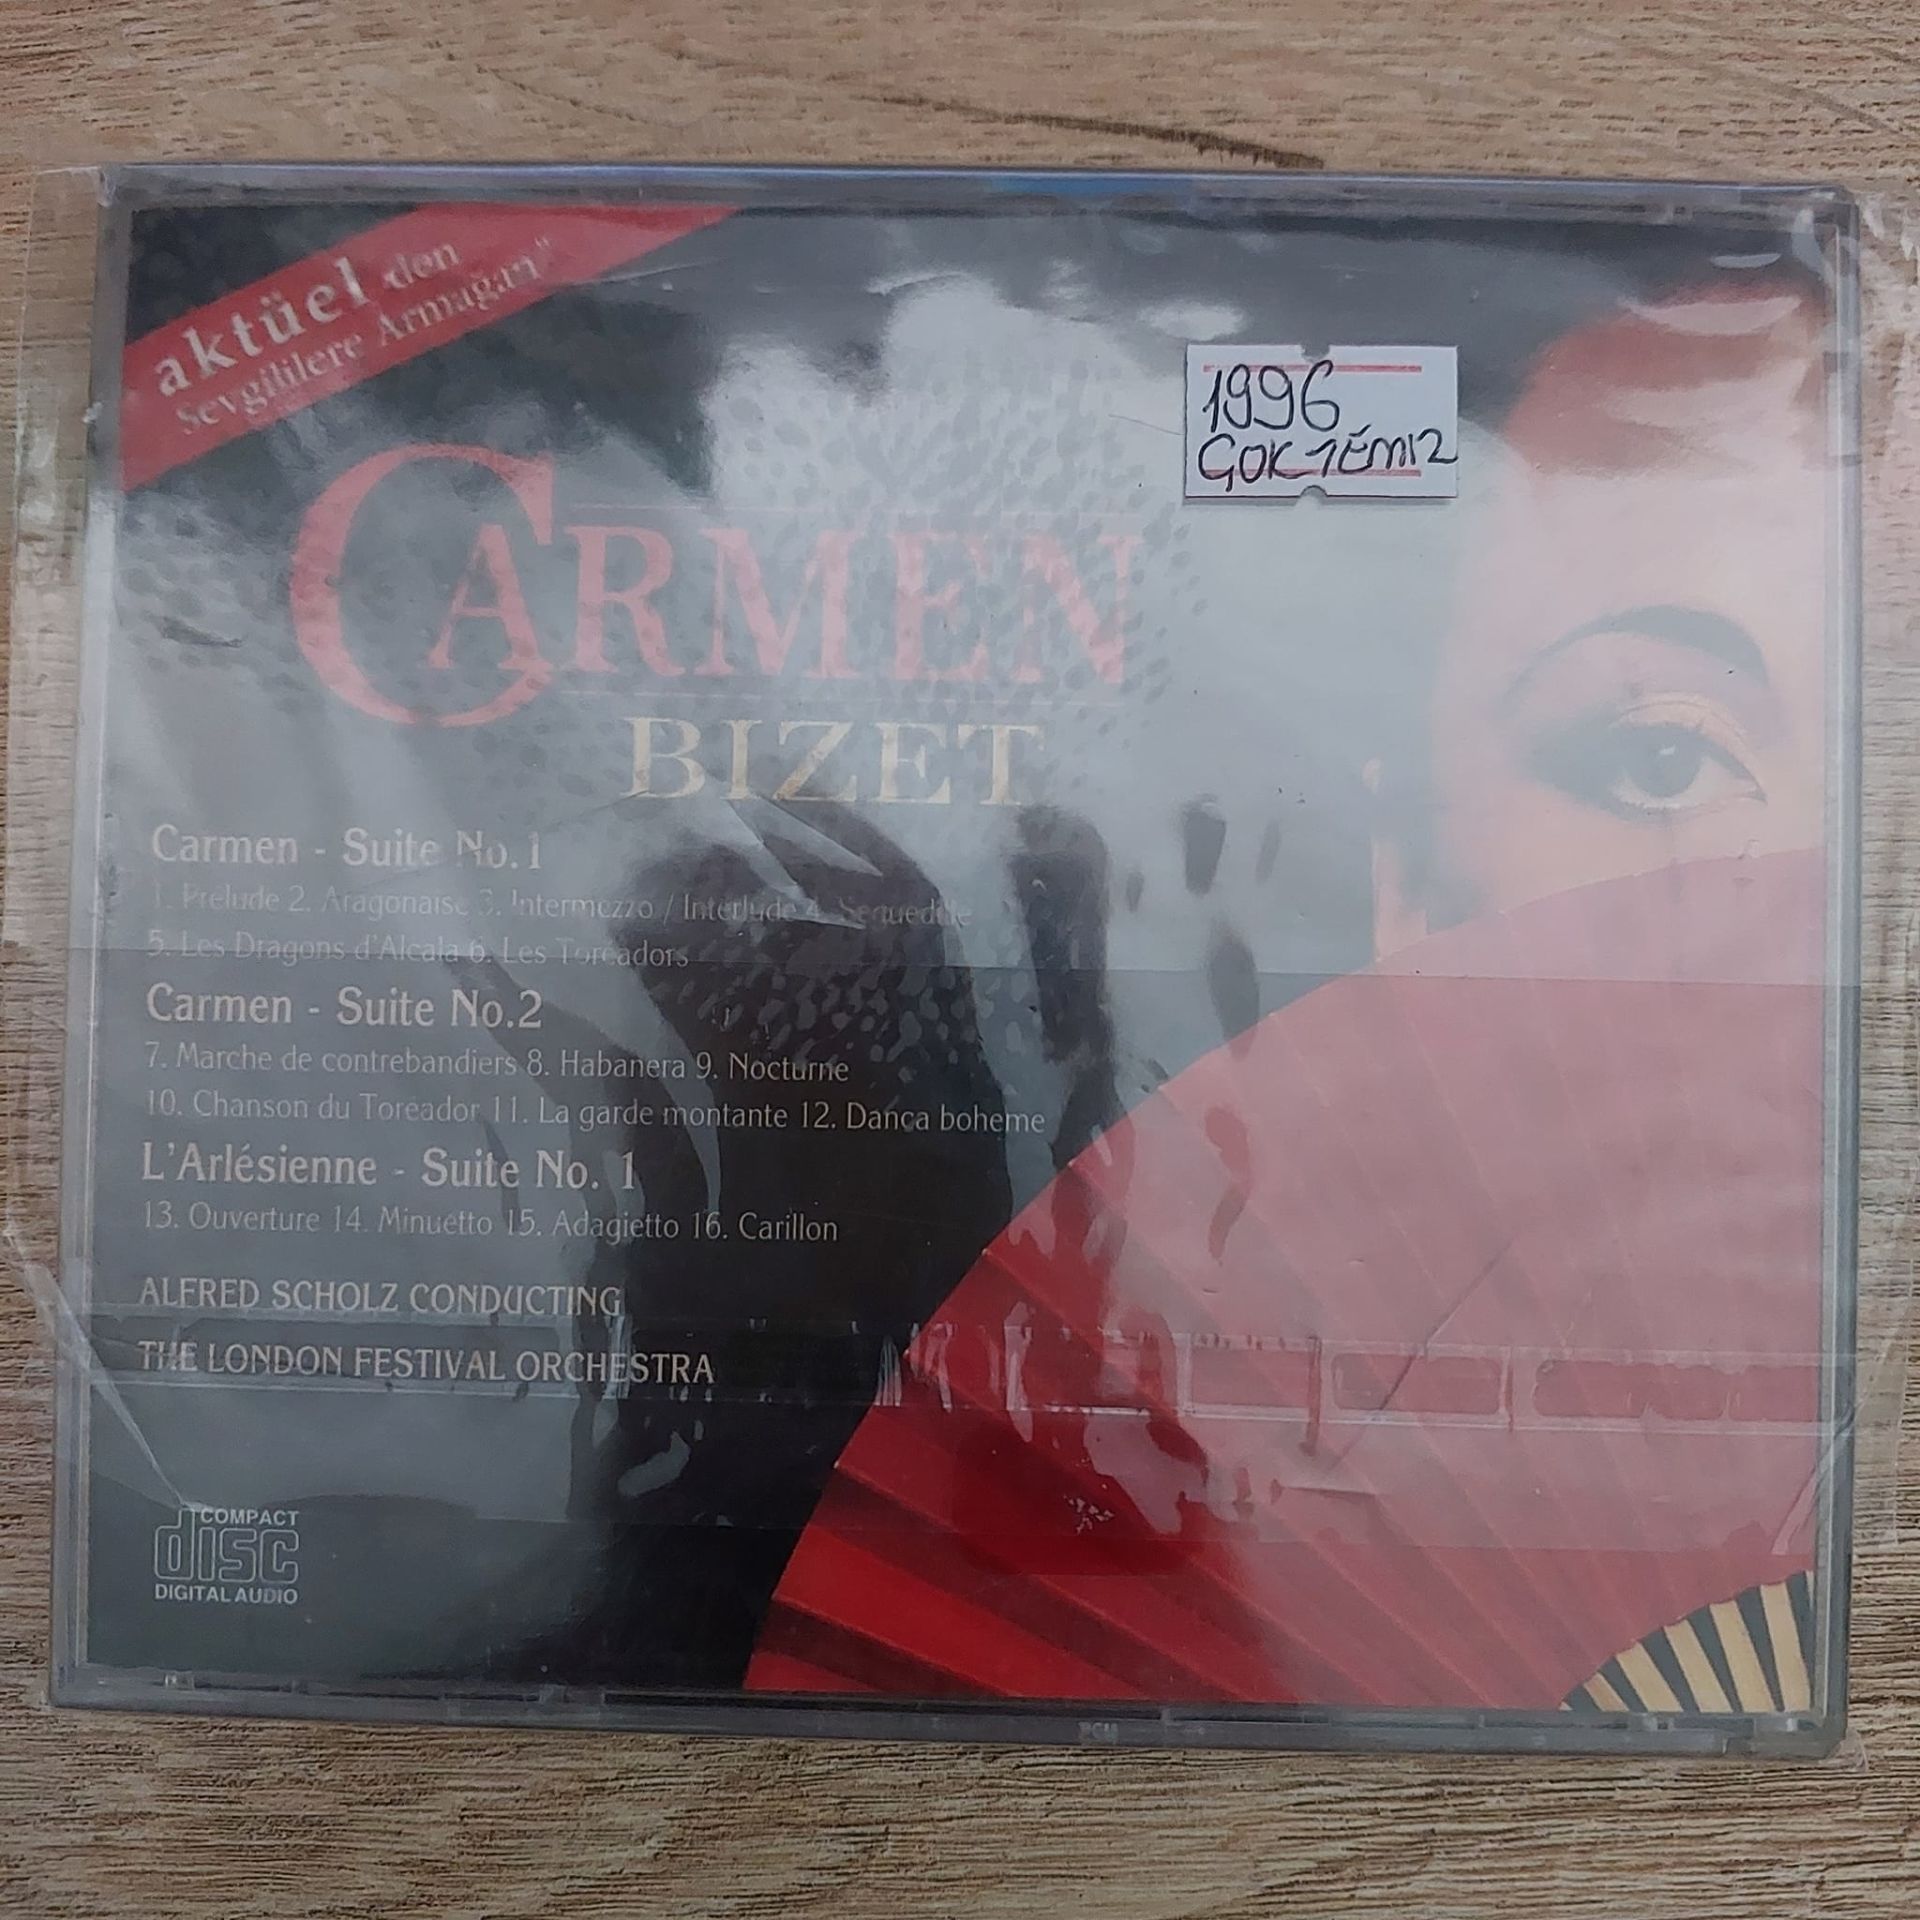 aktüel den
Sevgililere Armağan"
1996
GOK TÉMIZ
CARMEN
BIZET
Carmen - Suite No.1
1. Prelude 2. Aragonaise 3. Intermezzo / Interlude 4. Sequedille
5. Les Dragons d'Alcala 6. Les Toreadors
Carmen - Suite No.2
7. Marche de contrebandiers 8. Habanera 9. Nocturne
10. Chanson du Toreador 11. La garde montante 12. Danca boheme
L'Arlésienne - Suite No. 1
13. Ouverture 14. Minuetto 15. Adagietto 16. Carillon
ALFRED SCHOLZ CONDUCTING
THE LONDON FESTIVAL ORCHESTRA
COMPACT
disc
DIGITAL AUDIO